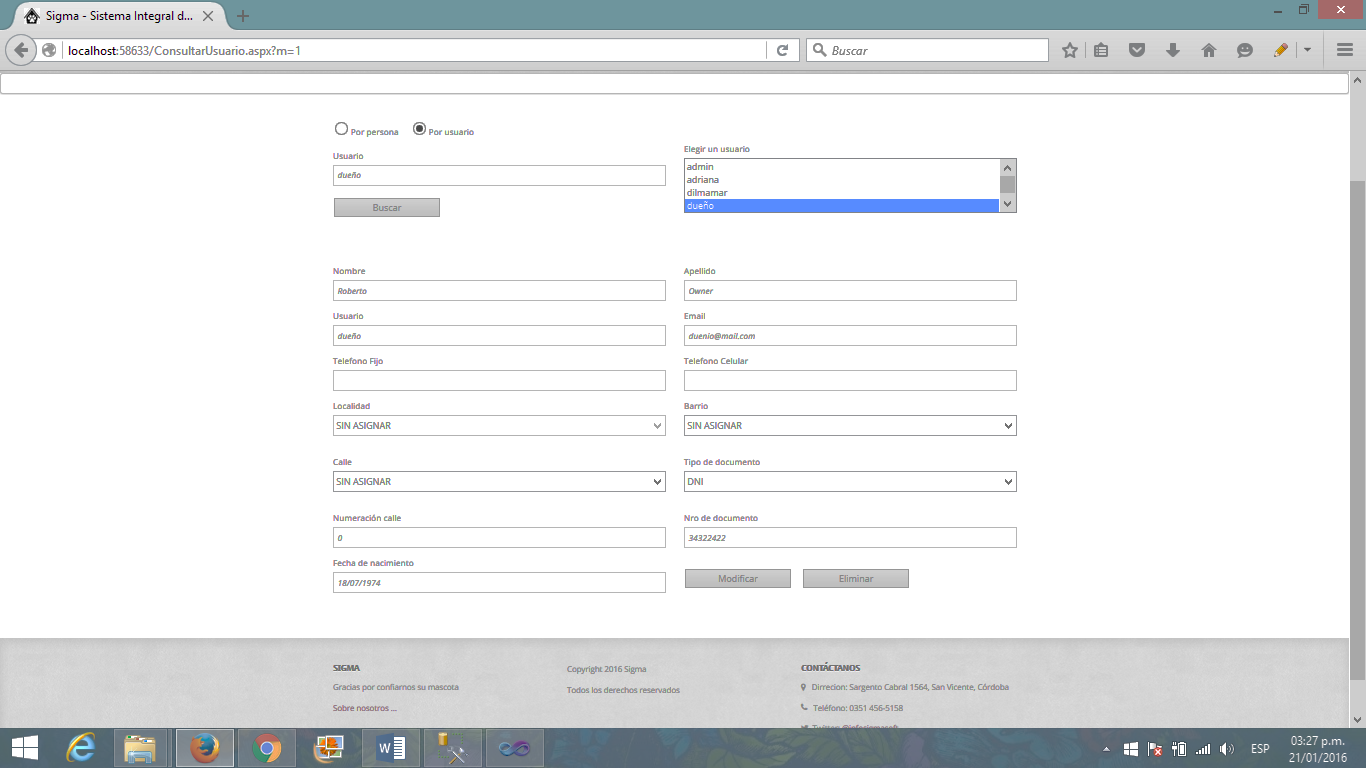 Sigma - Sistema Integral d...
localhost:58633/ConsultarUsuario.aspx?m=1
Buscar
Por persona
Por usuario
Usuario
dueño
Buscar
Elegir un usuario
admin
adriana
dilmamar
dueño
Nombre
Apellido
Roberto
Owner
Usuario
Email
dueño
duenio@mail.com
Telefono Fijo
Telefono Celular
Localidad
Barrio
SIN ASIGNAR
SIN ASIGNAR
Calle
Tipo de documento
SIN ASIGNAR
DNI
Numeración calle
Nro de documento
0
34322422
Fecha de nacimiento
18/07/1974
Modificar
Eliminar
SIGMA
Gracias por confiarnos su mascota
Sobre nosotros ...
Copyright 2016 Sigma
Todos los derechos reservados
CONTÁCTANOS
Dirrecion: Sargento Cabral 1564, San Vicente, Córdoba
Teléfono: 0351 456-5158
ESP
03:27 p.m.
21/01/2016